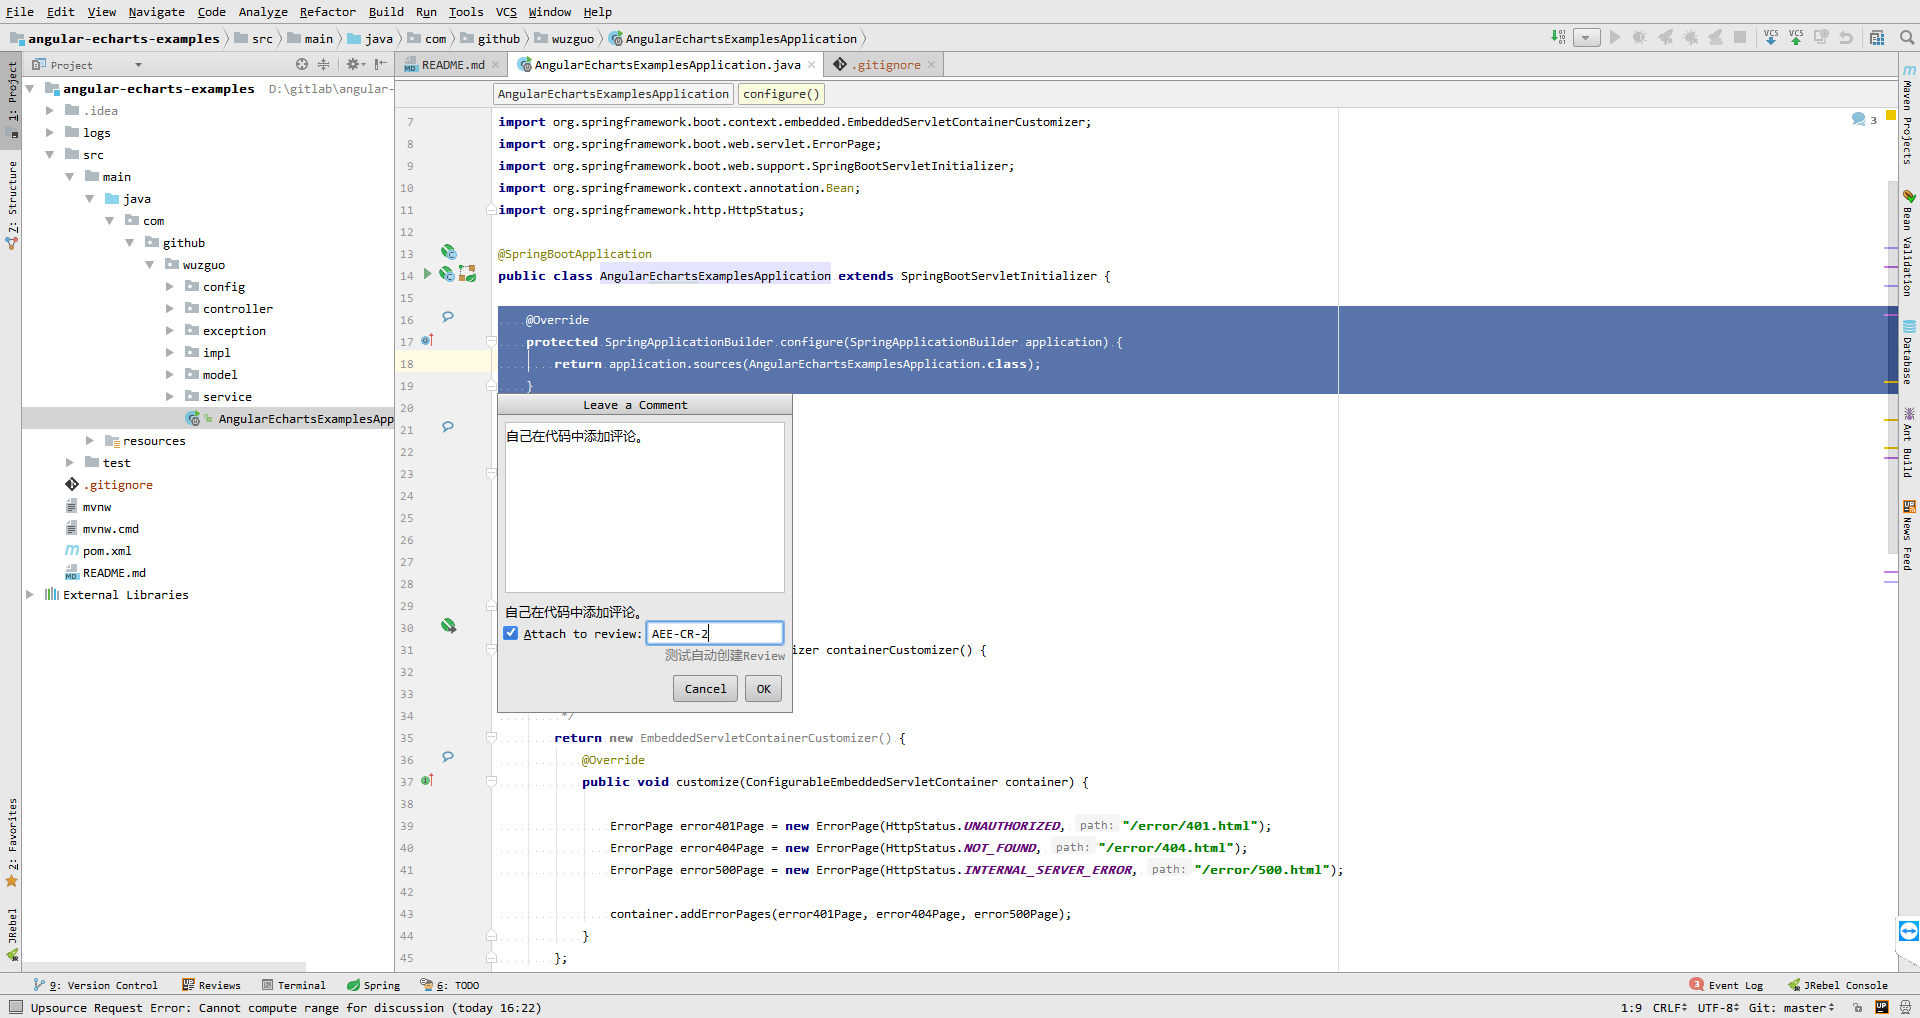 File Edit View Navigate Code Analyze Refactor Build Run Tools VCS Window Help
angular-echarts-examples src main java com github wuzguo AngularEchartsExamplesApplication
VCS VCS
Project
README.md AngularEchartsExamplesApplication.java .gitignore
AngularEchartsExamplesApplication configure()
1: Project
7: Structure
2: Favorites
JRebel
angular-echarts-examples D:\gitlab\angular-
.idea
logs
src
main
java
com
github
wuzguo
config
controller
exception
impl
model
service
AngularEchartsExamplesApp
resources
test
.gitignore
mvnw
mvnw.cmd
pom.xml
README.md
External Libraries
7 import org.springframework.boot.context.embedded.EmbeddedServletContainerCustomizer;
8 import org.springframework.boot.web.servlet.ErrorPage;
9 import org.springframework.boot.web.support.SpringBootServletInitializer;
10 import org.springframework.context.annotation.Bean;
11 import org.springframework.http.HttpStatus;
12
13 @SpringBootApplication
14 public class AngularEchartsExamplesApplication extends SpringBootServletInitializer {
15
16 @Override
17 protected SpringApplicationBuilder configure(SpringApplicationBuilder application) {
18 return application.sources(AngularEchartsExamplesApplication.class);
19 }
20
21
22
23
24
25
26
27
28
29
30
31 izer containerCustomizer() {
32
33
34 */
35 return new EmbeddedServletContainerCustomizer() {
36 @Override
37 public void customize(ConfigurableEmbeddedServletContainer container) {
38
39 ErrorPage error401Page = new ErrorPage(HttpStatus.UNAUTHORIZED, path: "/error/401.html");
40 ErrorPage error404Page = new ErrorPage(HttpStatus.NOT_FOUND, path: "/error/404.html");
41 ErrorPage error500Page = new ErrorPage(HttpStatus.INTERNAL_SERVER_ERROR, path: "/error/500.html");
42
43 container.addErrorPages(error401Page, error404Page, error500Page);
44 }
45 };
Leave a Comment
自己在代码中添加评论。
自己在代码中添加评论。
Attach to review: AEE-CR-2
测试自动创建Review
Cancel OK
3
Maven Projects
Bean Validation
Database
Ant Build
News Feed
9: Version Control Reviews Terminal Spring 6: TODO 3 Event Log JRebel Console
Upsource Request Error: Cannot compute range for discussion (today 16:22) 1:9 CRLF UTF-8 Git: master